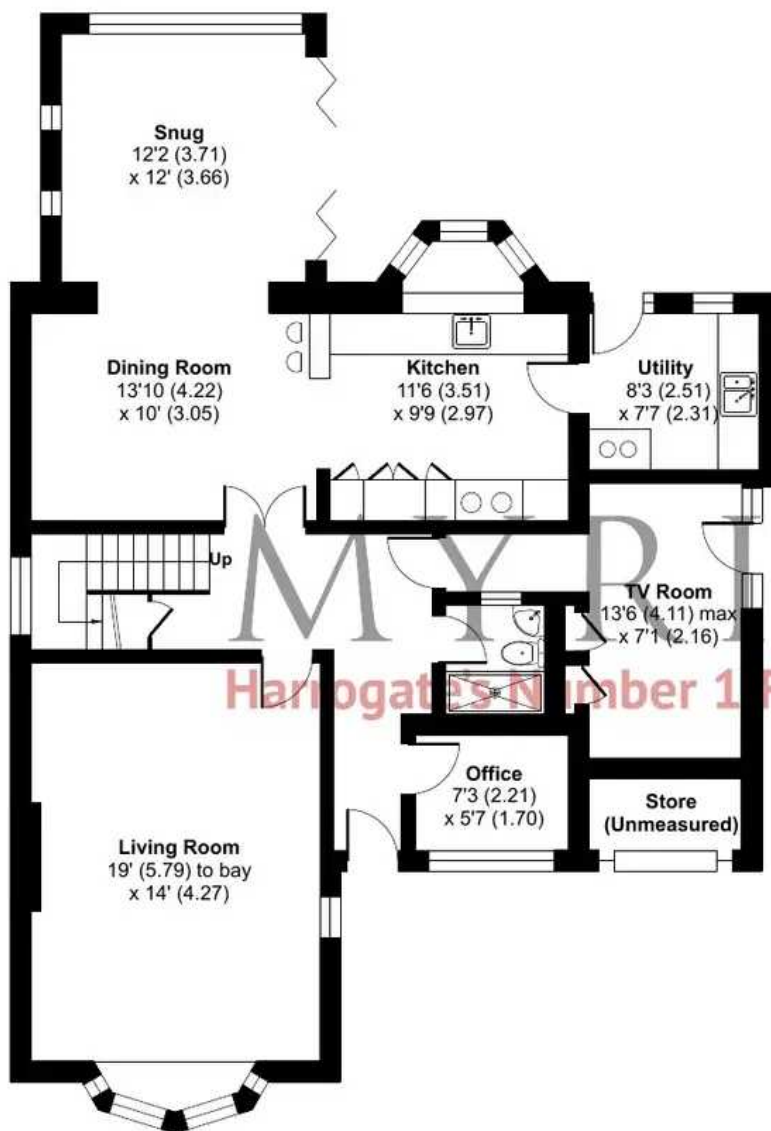 Snug
12'2 (3.71)
x 12' (3.66)
Dining Room
13'10 (4.22)
x 10' (3.05)
Kitchen
11'6 (3.51)
x 9'9 (2.97)
Utility
8'3 (2.51)
x 7'7 (2.31)
Up
MYRI
TV Room
13'6 (4.11) max
x 7'1 (2.16)
Harrogate's Number 1
Office
7'3 (2.21)
x 5'7 (1.70)
Store
(Unmeasured)
Living Room
19' (5.79) to bay
x 14' (4.27)